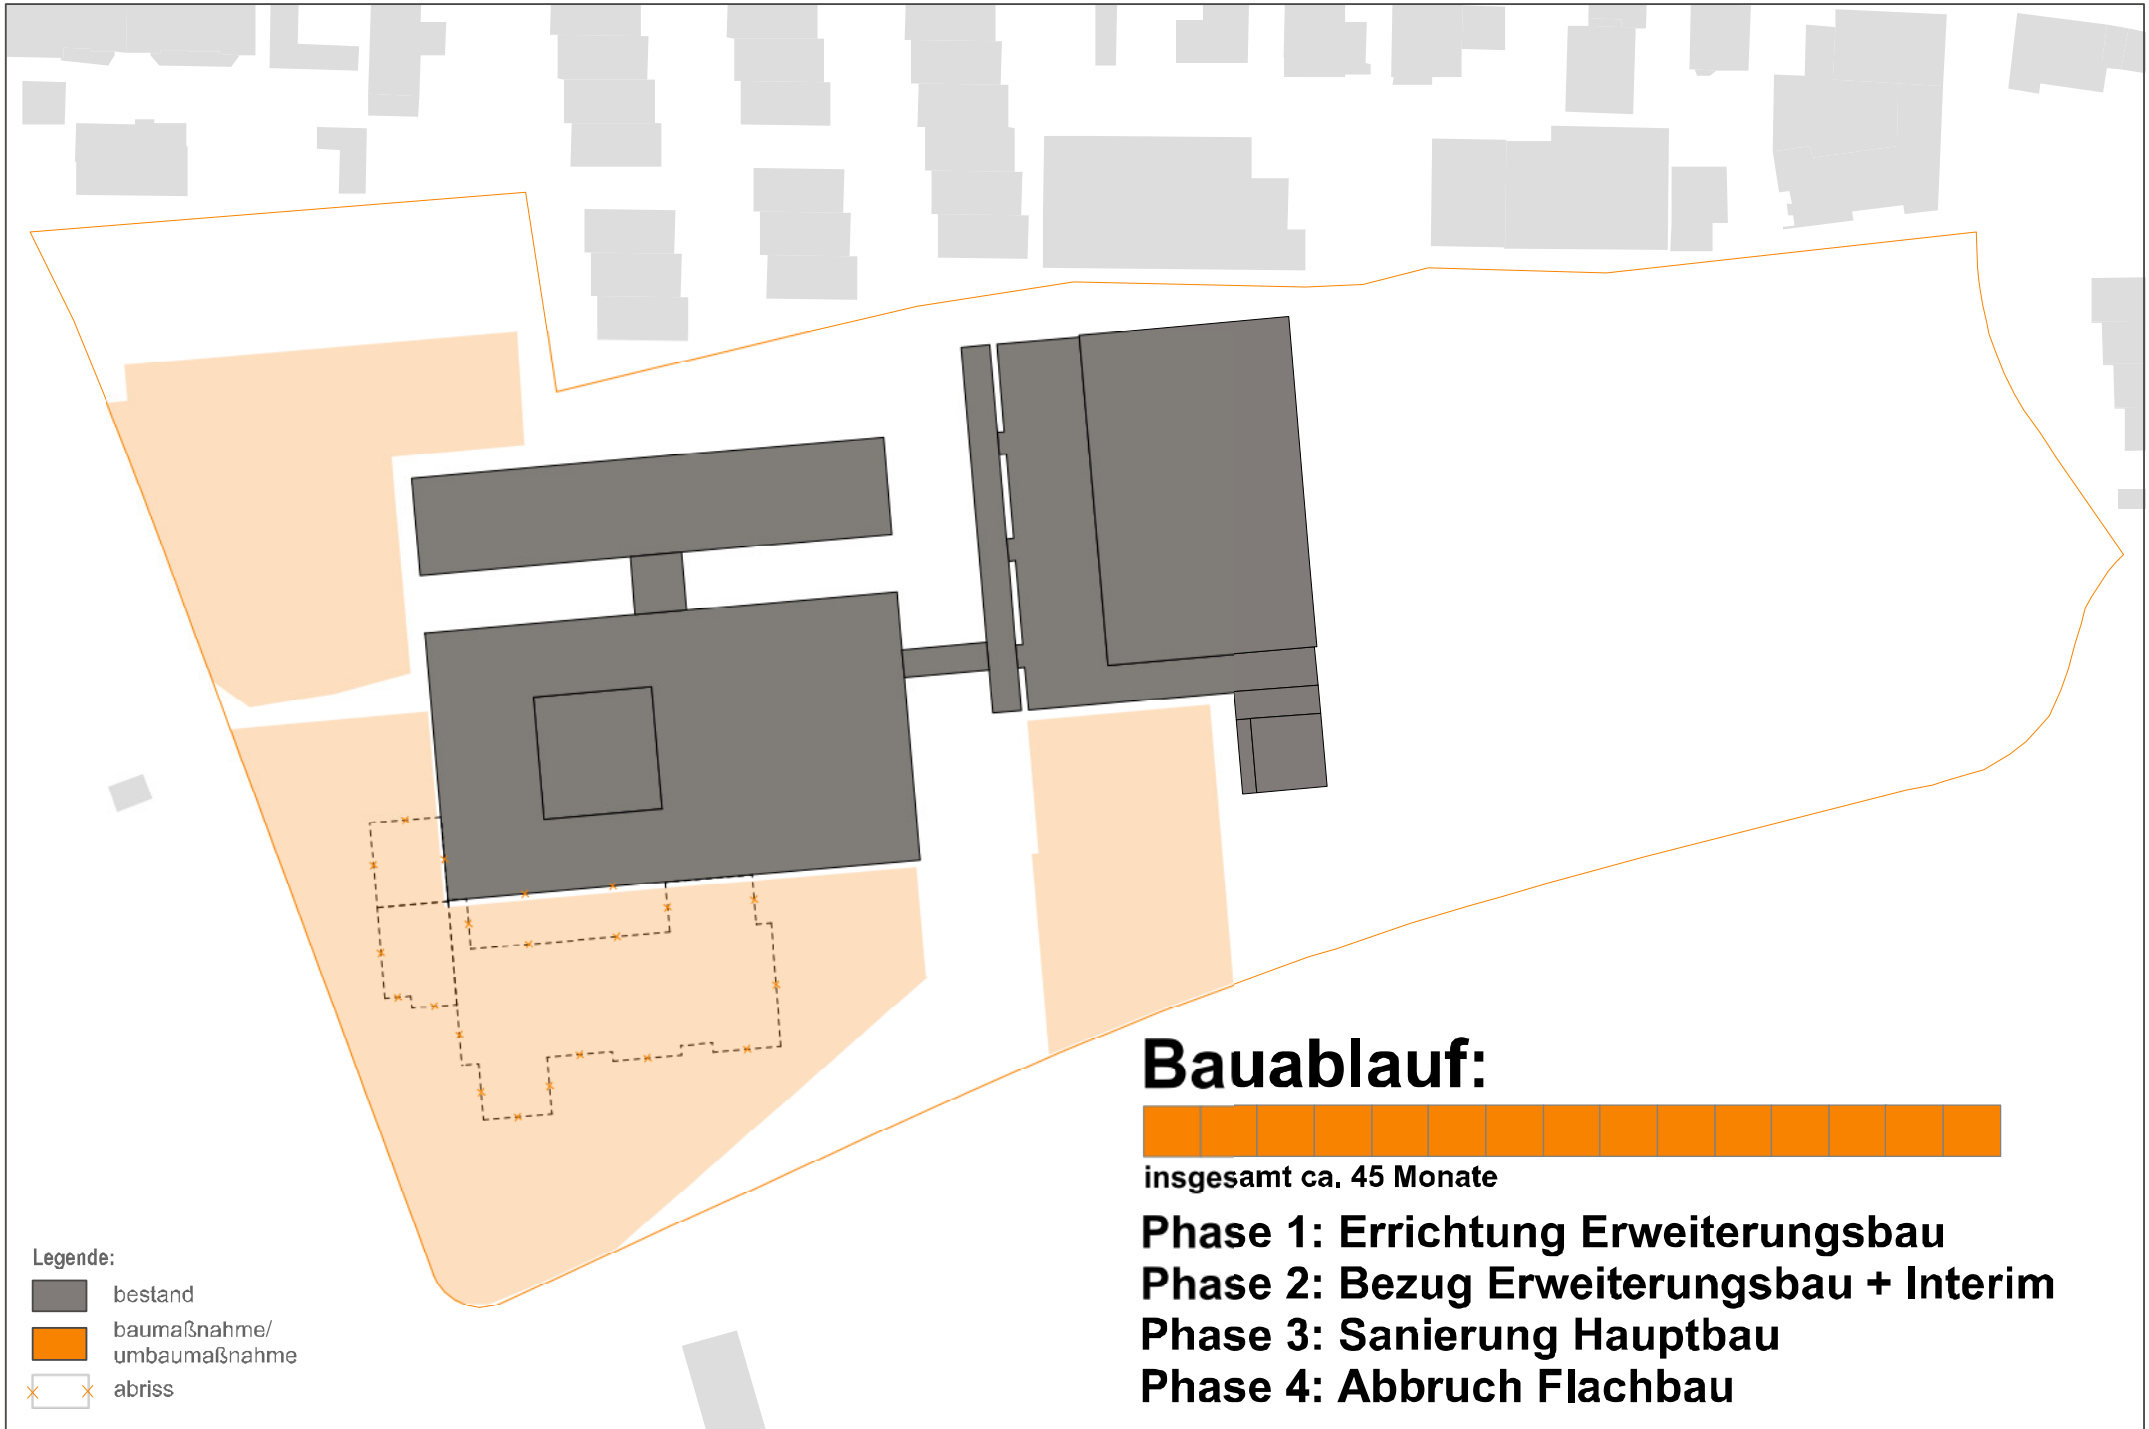 Bauablauf:
insgesamt ca. 45 Monate
Phase 1: Errichtung Erweiterungsbau
Phase 2: Bezug Erweiterungsbau + Interim
Phase 3: Sanierung Hauptbau
Phase 4: Abbruch Flachbau
Legende:
bestand
baumaßnahme/
umbaumaßnahme
abriss